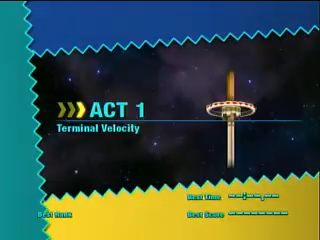 ACT 1
Terminal Velocity
Best Time --:--,--
Best Rank
Best Score --------